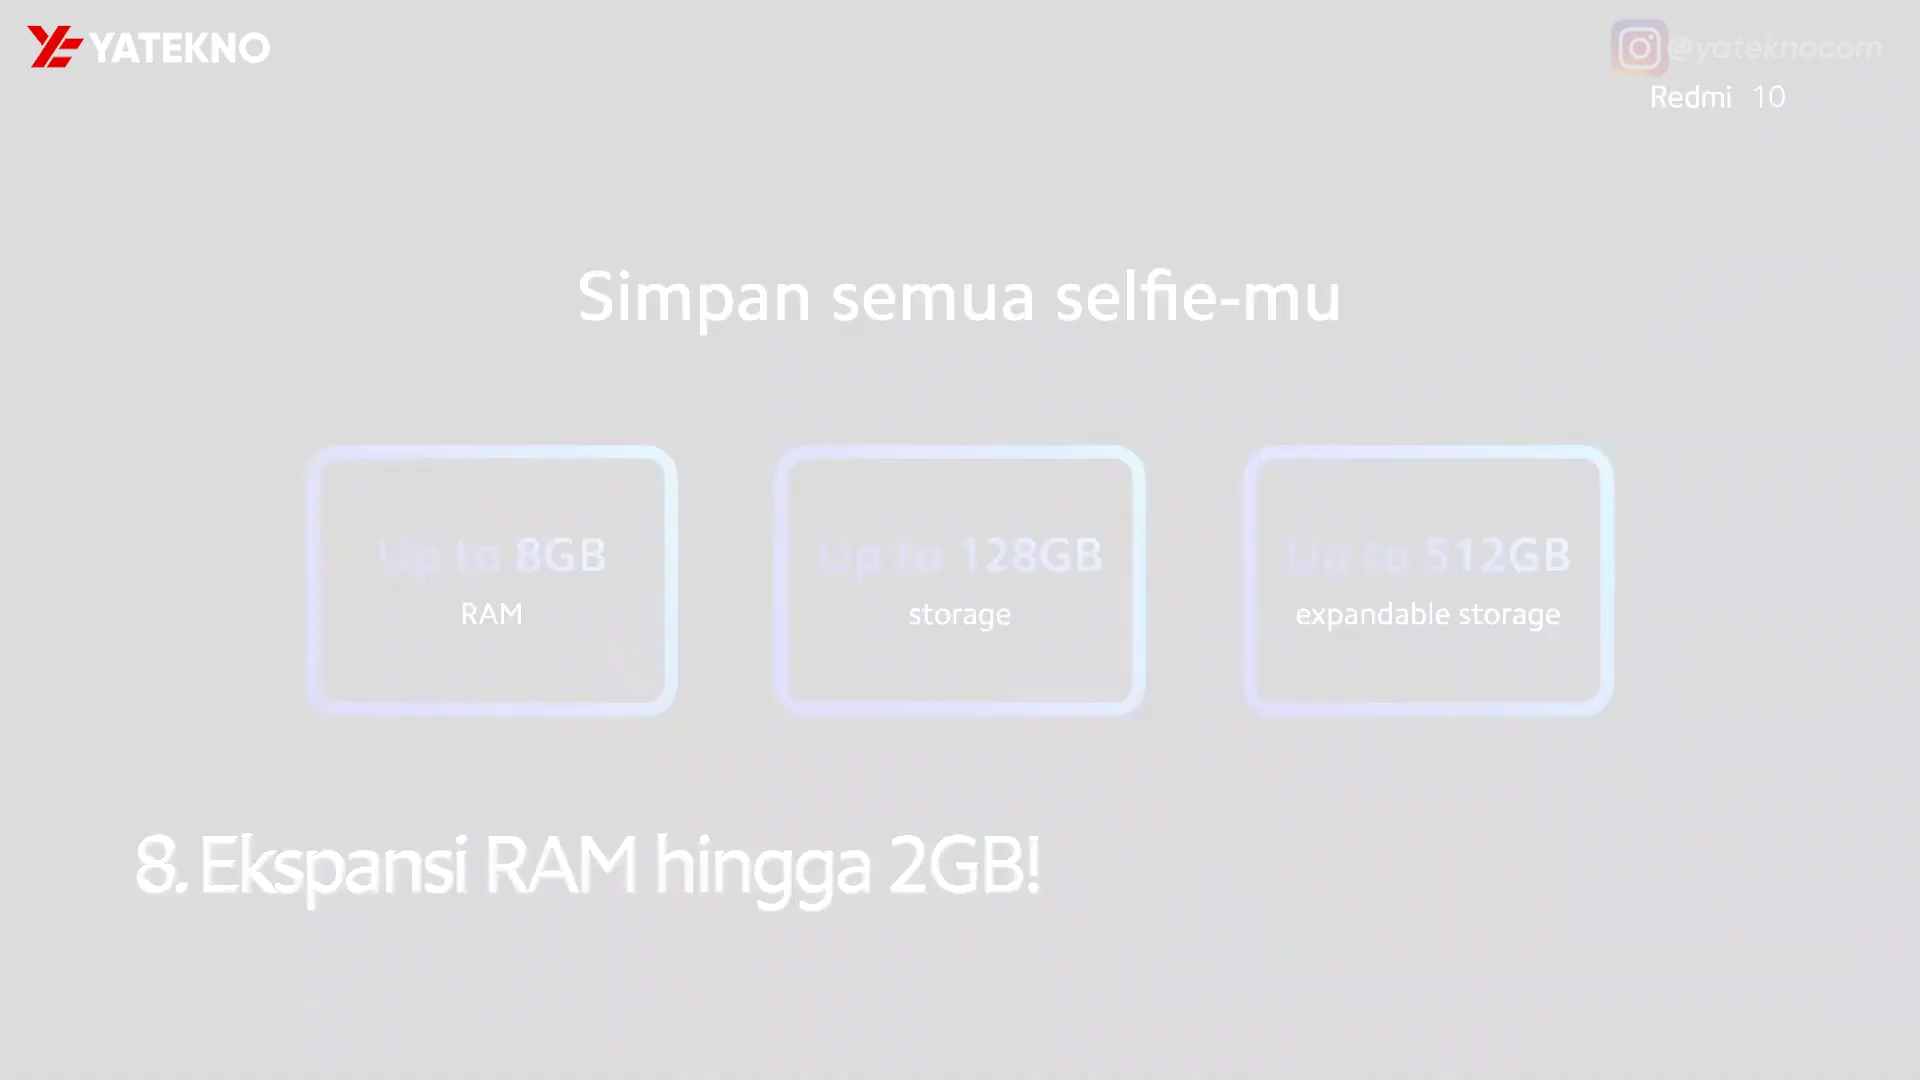 YATEKNO
@yateknocom
Redmi 10
Simpan semua selfie-mu
Up to 8GB
RAM
Up to 128GB
storage
Up to 512GB
expandable storage
8. Ekspansi RAM hingga 2GB!